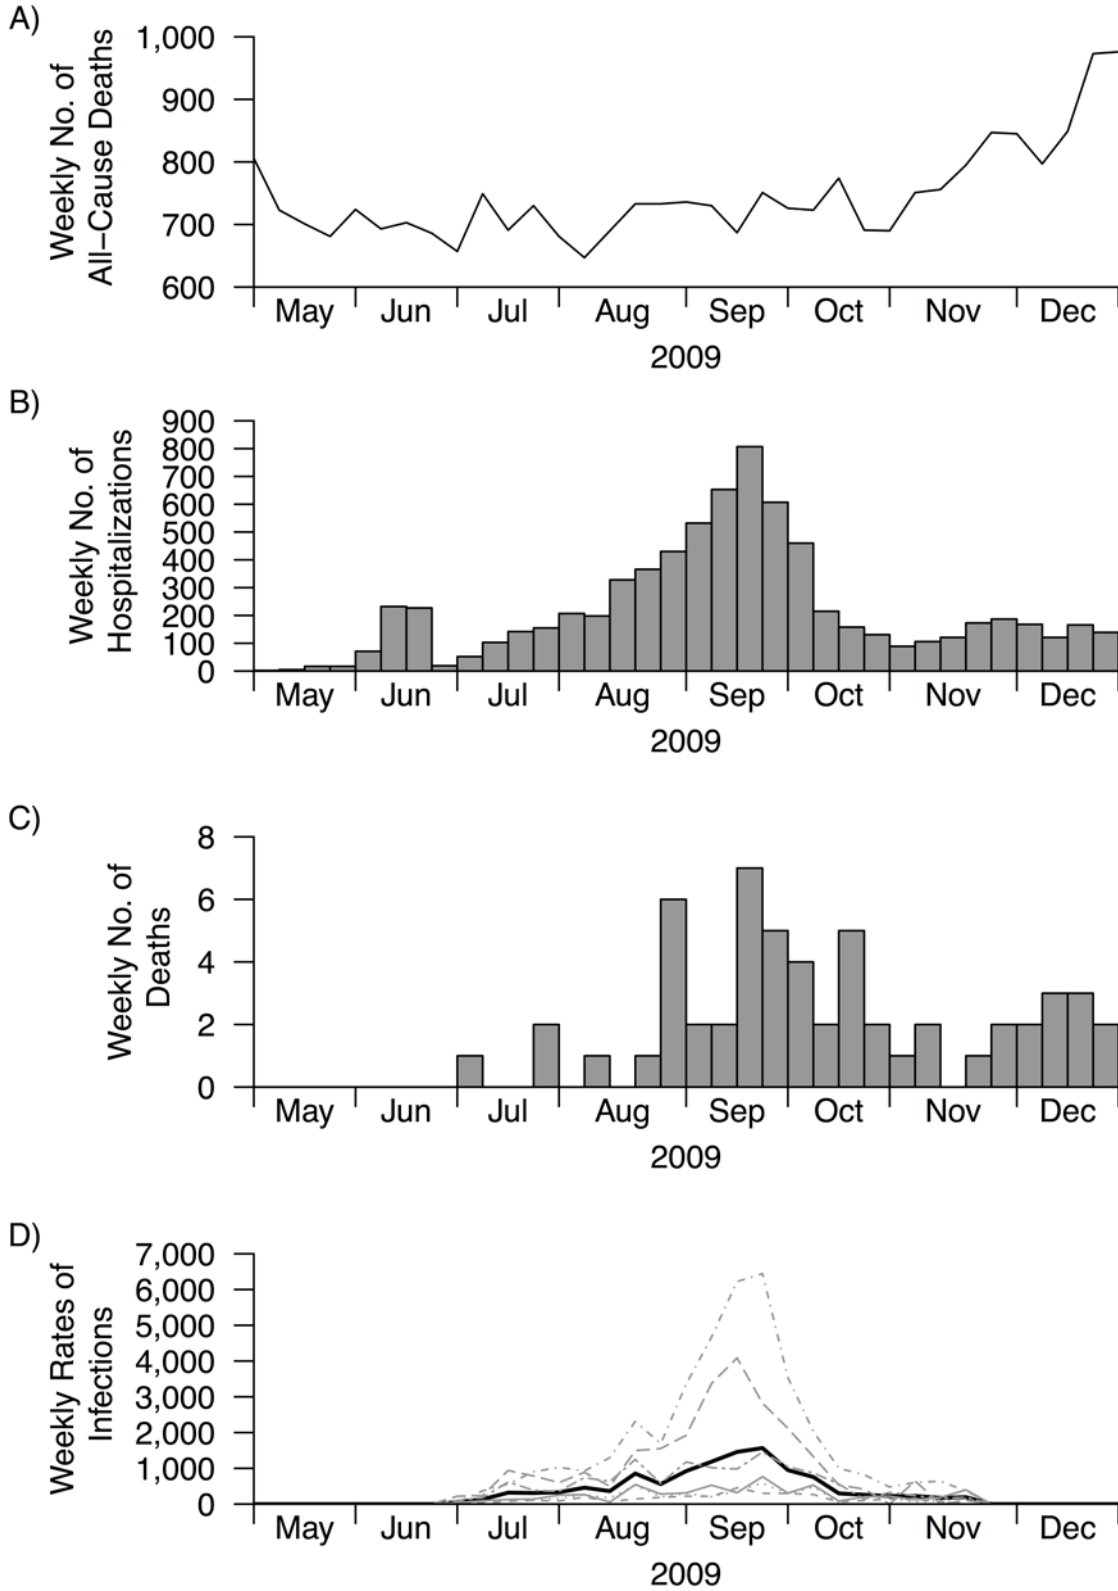 A)
Weekly No. of
All−Cause Deaths
1,000
900
800
700
600
May Jun Jul Aug Sep Oct Nov Dec
2009
B)
Weekly No. of
Hospitalizations
900
800
700
600
500
400
300
200
100
0
May Jun Jul Aug Sep Oct Nov Dec
2009
C)
Weekly No. of
Deaths
8
6
4
2
0
May Jun Jul Aug Sep Oct Nov Dec
2009
D)
Weekly Rates of
Infections
7,000
6,000
5,000
4,000
3,000
2,000
1,000
0
May Jun Jul Aug Sep Oct Nov Dec
2009